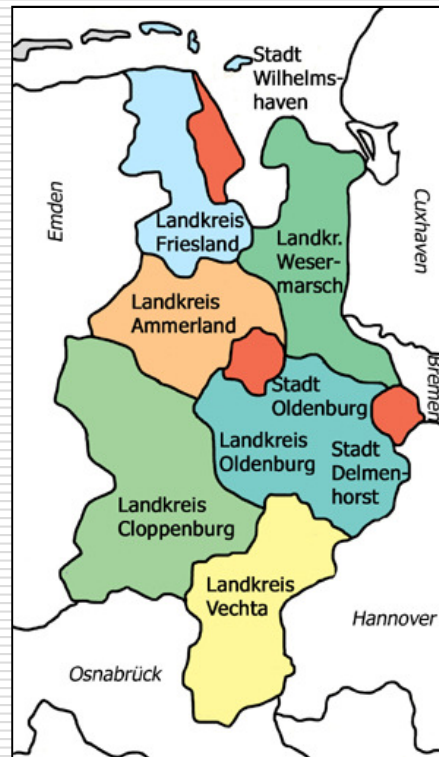 Stadt
Wilhelms-
haven
Emden
Cuxhaven
Landkreis
Friesland
Landkr.
Weser-
marsch
Landkreis
Ammerland
Bremen
Stadt
Oldenburg
Landkreis
Oldenburg
Stadt
Delmen-
horst
Landkreis
Cloppenburg
Landkreis
Vechta
Hannover
Osnabrück